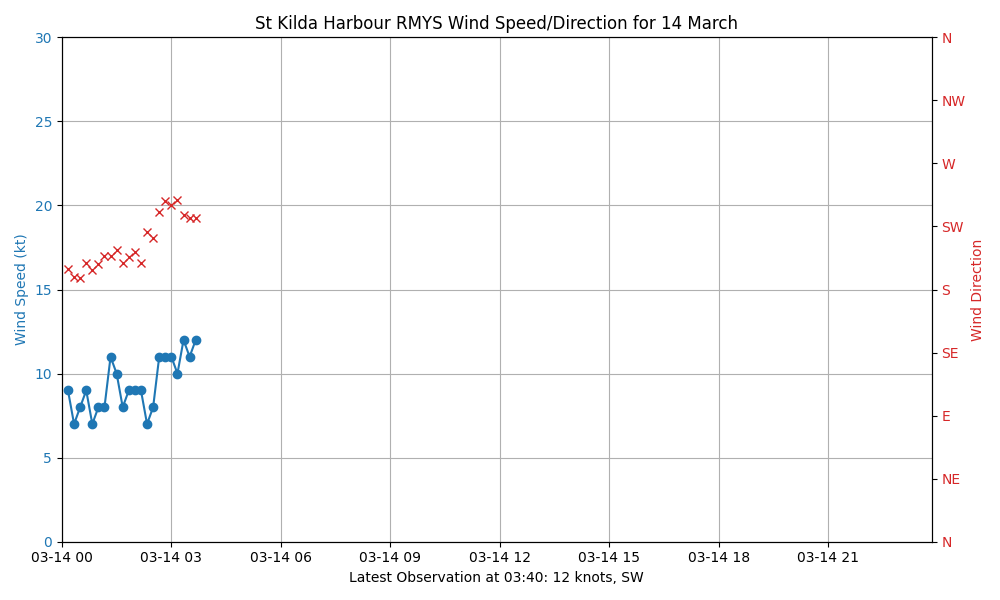 St Kilda Harbour RMYS Wind Speed/Direction for 14 March
30
25
20
15
10
5
0
Wind Speed (kt)
N
NW
W
SW
S
SE
E
NE
N
Wind Direction
03-14 00 03-14 03 03-14 06 03-14 09 03-14 12 03-14 15 03-14 18 03-14 21
Latest Observation at 03:40: 12 knots, SW